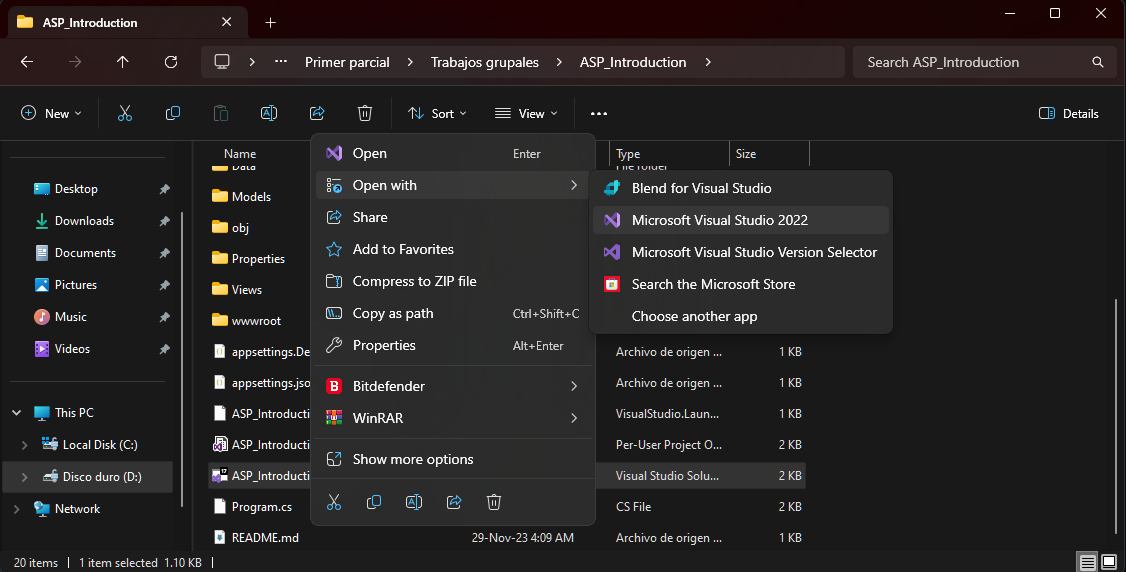 ASP_Introduction
Primer parcial
Trabajos grupales
ASP_Introduction
Search ASP_Introduction
New
Sort
View
Details
Name
Type
Size
Desktop
Downloads
Documents
Pictures
Music
Videos
This PC
Local Disk (C:)
Disco duro (D:)
Network
Data
File folder
Models
obj
Properties
Views
wwwroot
appsettings.De
Archivo de origen ...
1 KB
appsettings.jso
Archivo de origen ...
1 KB
ASP_Introducti
VisualStudio.Laun...
1 KB
ASP_Introducti
Per-User Project O...
2 KB
ASP_Introducti
Visual Studio Solu...
2 KB
Program.cs
CS File
2 KB
README.md
29-Nov-23 4:09 AM
Archivo de origen ...
1 KB
Open
Enter
Open with
Share
Add to Favorites
Compress to ZIP file
Copy as path
Ctrl+Shift+C
Properties
Alt+Enter
Bitdefender
WinRAR
Show more options
Blend for Visual Studio
Microsoft Visual Studio 2022
Microsoft Visual Studio Version Selector
Search the Microsoft Store
Choose another app
20 items
1 item selected 1.10 KB